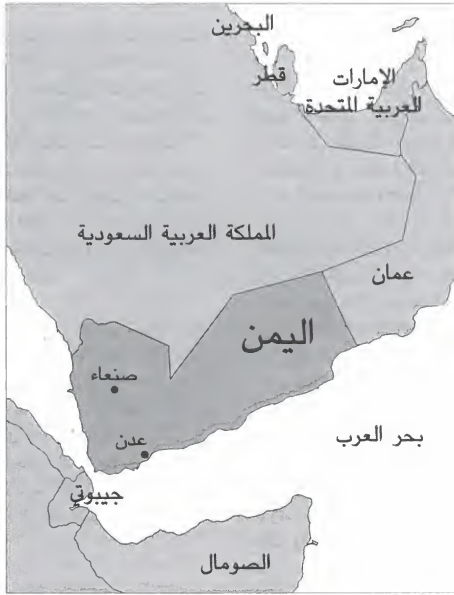 البحرين
قطر
الإمارات
العربية المتحدة
المملكة العربية السعودية
عمان
اليمن
صنعاء
عدن
بحر العرب
جيبوتي
الصومال